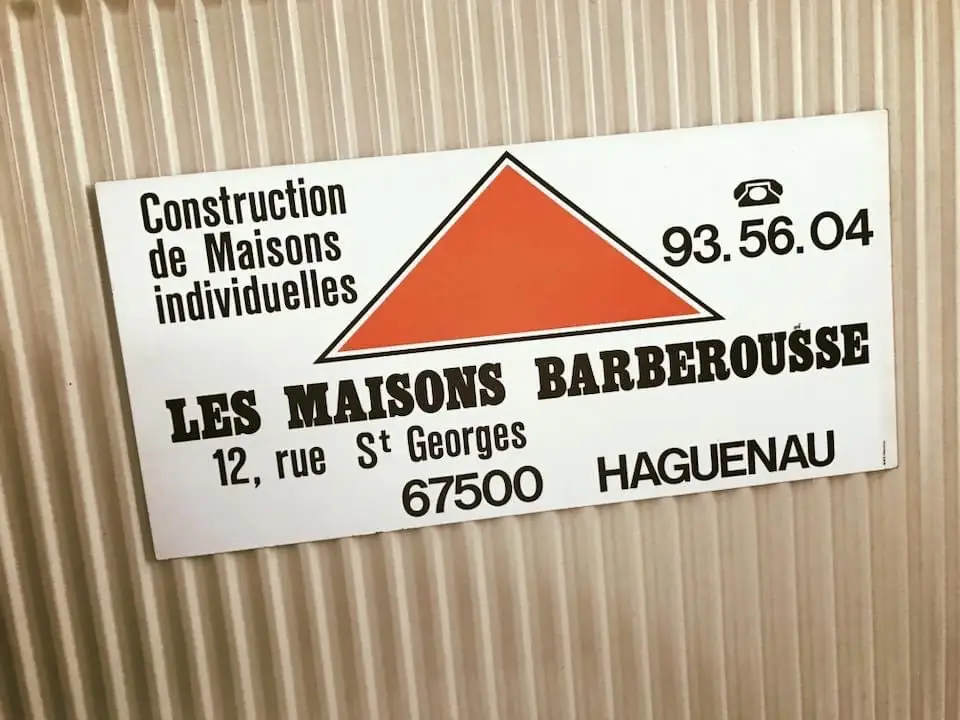 Construction
de Maisons
individuelles
93.56.04
LES MAISONS BARBEROUSSE
12, rue St Georges
67500 HAGUENAU